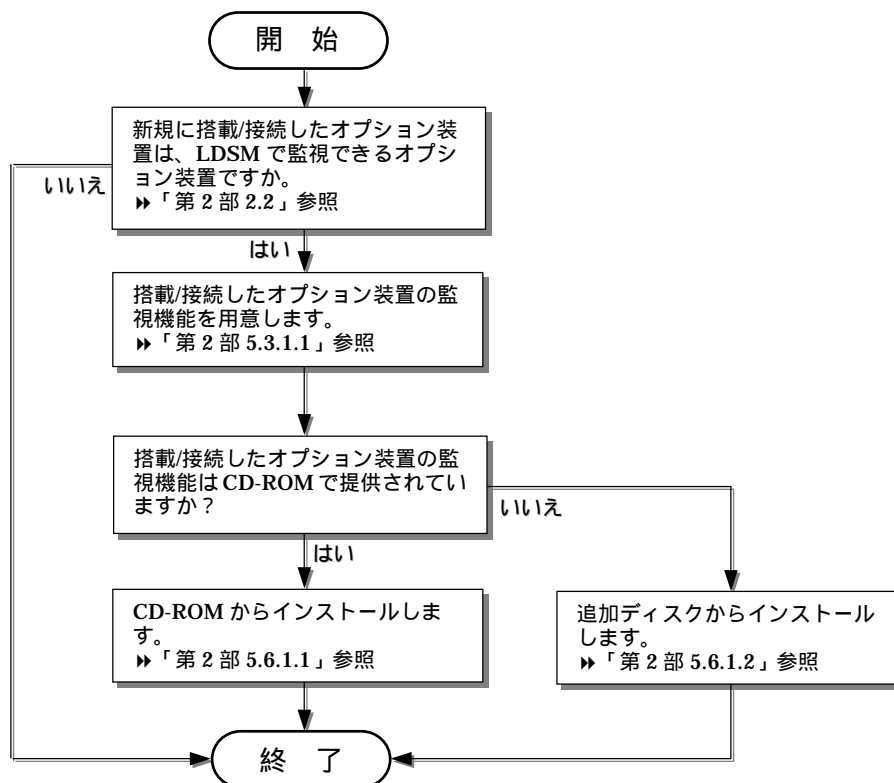 開 始
新規に搭載/接続したオプション装
置は、LDSM で監視できるオプシ
ョン装置ですか。
「第 2 部 2.2」参照
いいえ
はい
搭載/接続したオプション装置の監
視機能を用意します。
「第 2 部 5.3.1.1」参照
搭載/接続したオプション装置の監
視機能は CD-ROM で提供されてい
ますか？
いいえ
はい
CD-ROM からインストールしま
す。
「第 2 部 5.6.1.1」参照
追加ディスクからインストール
します。
「第 2 部 5.6.1.2」参照
終 了